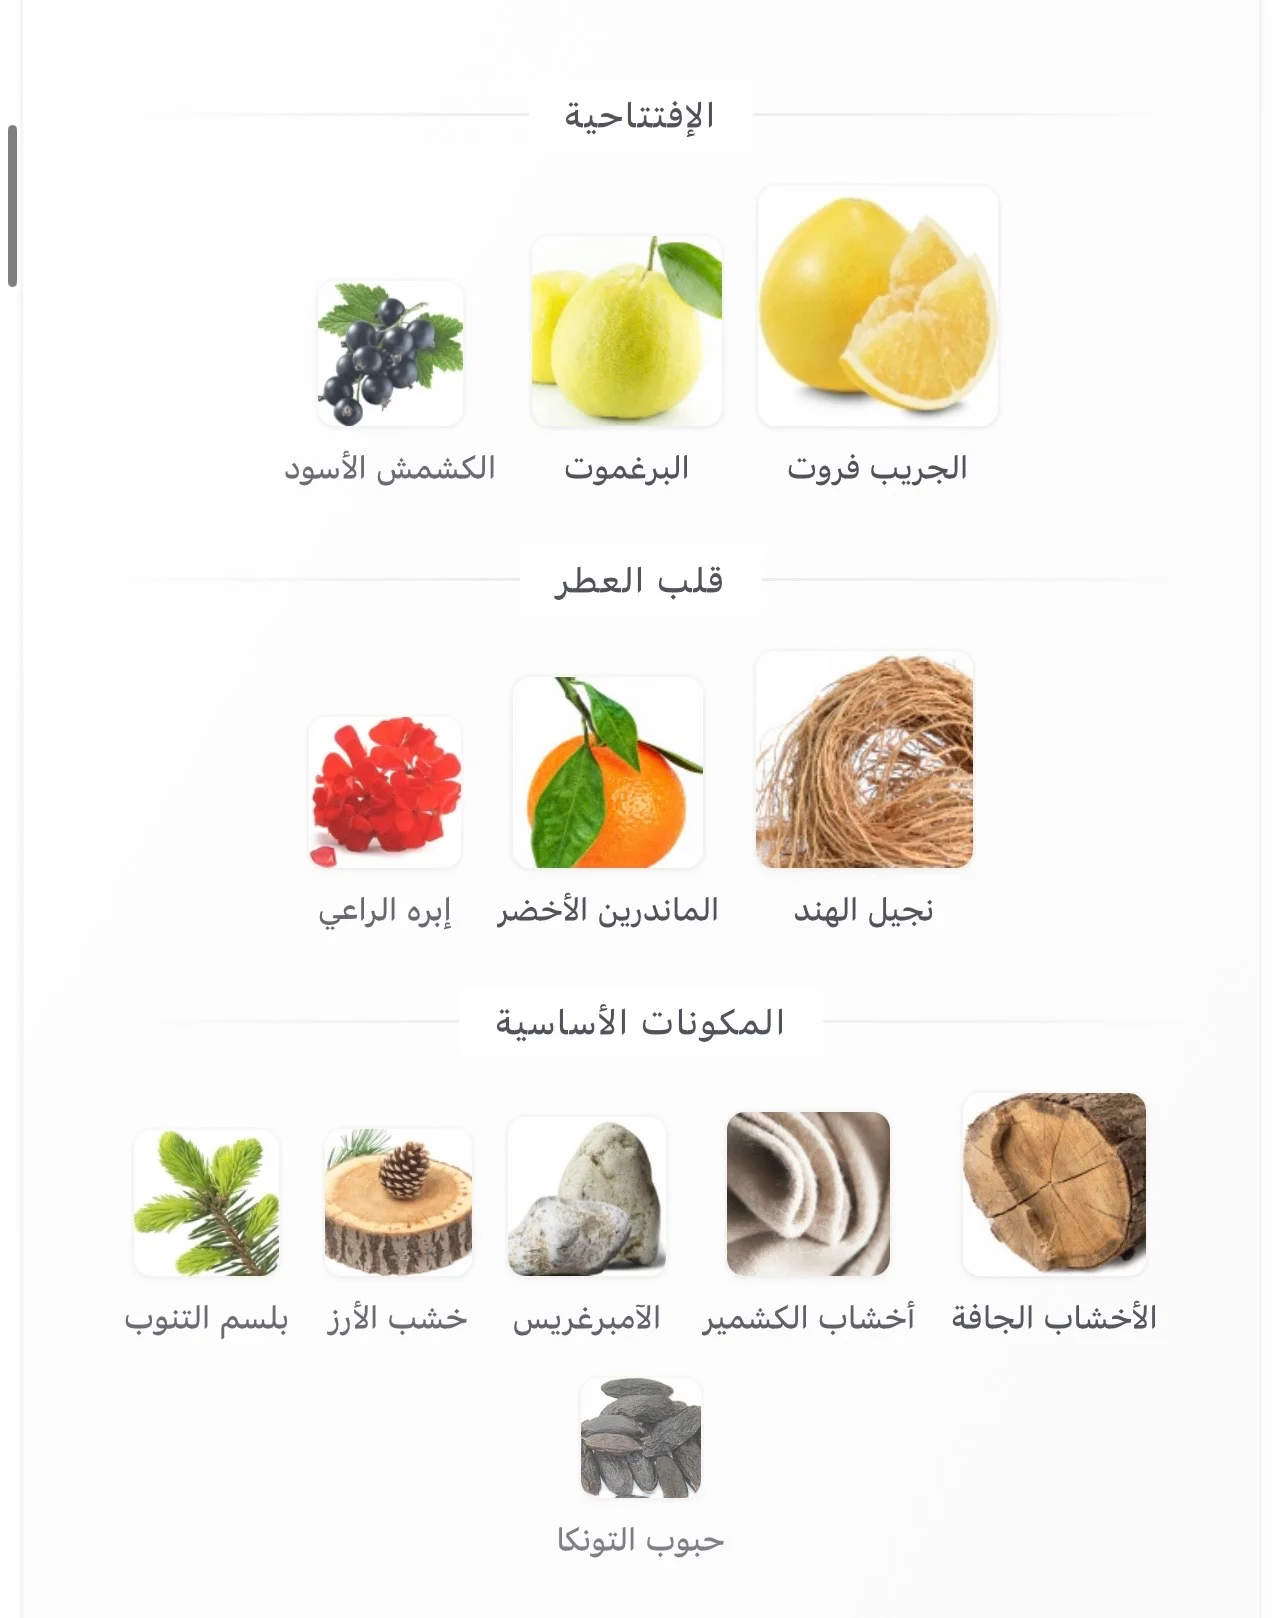 الإفتتاحية
الجريب فروت
البرغموت
الكشمش الأسود
قلب العطر
نجيل الهند
الماندرين الأخضر
إبره الراعي
المكونات الأساسية
الأخشاب الجافة
أخشاب الكشمير
الآمبرغريس
خشب الأرز
بلسم التنوب
حبوب التونكا